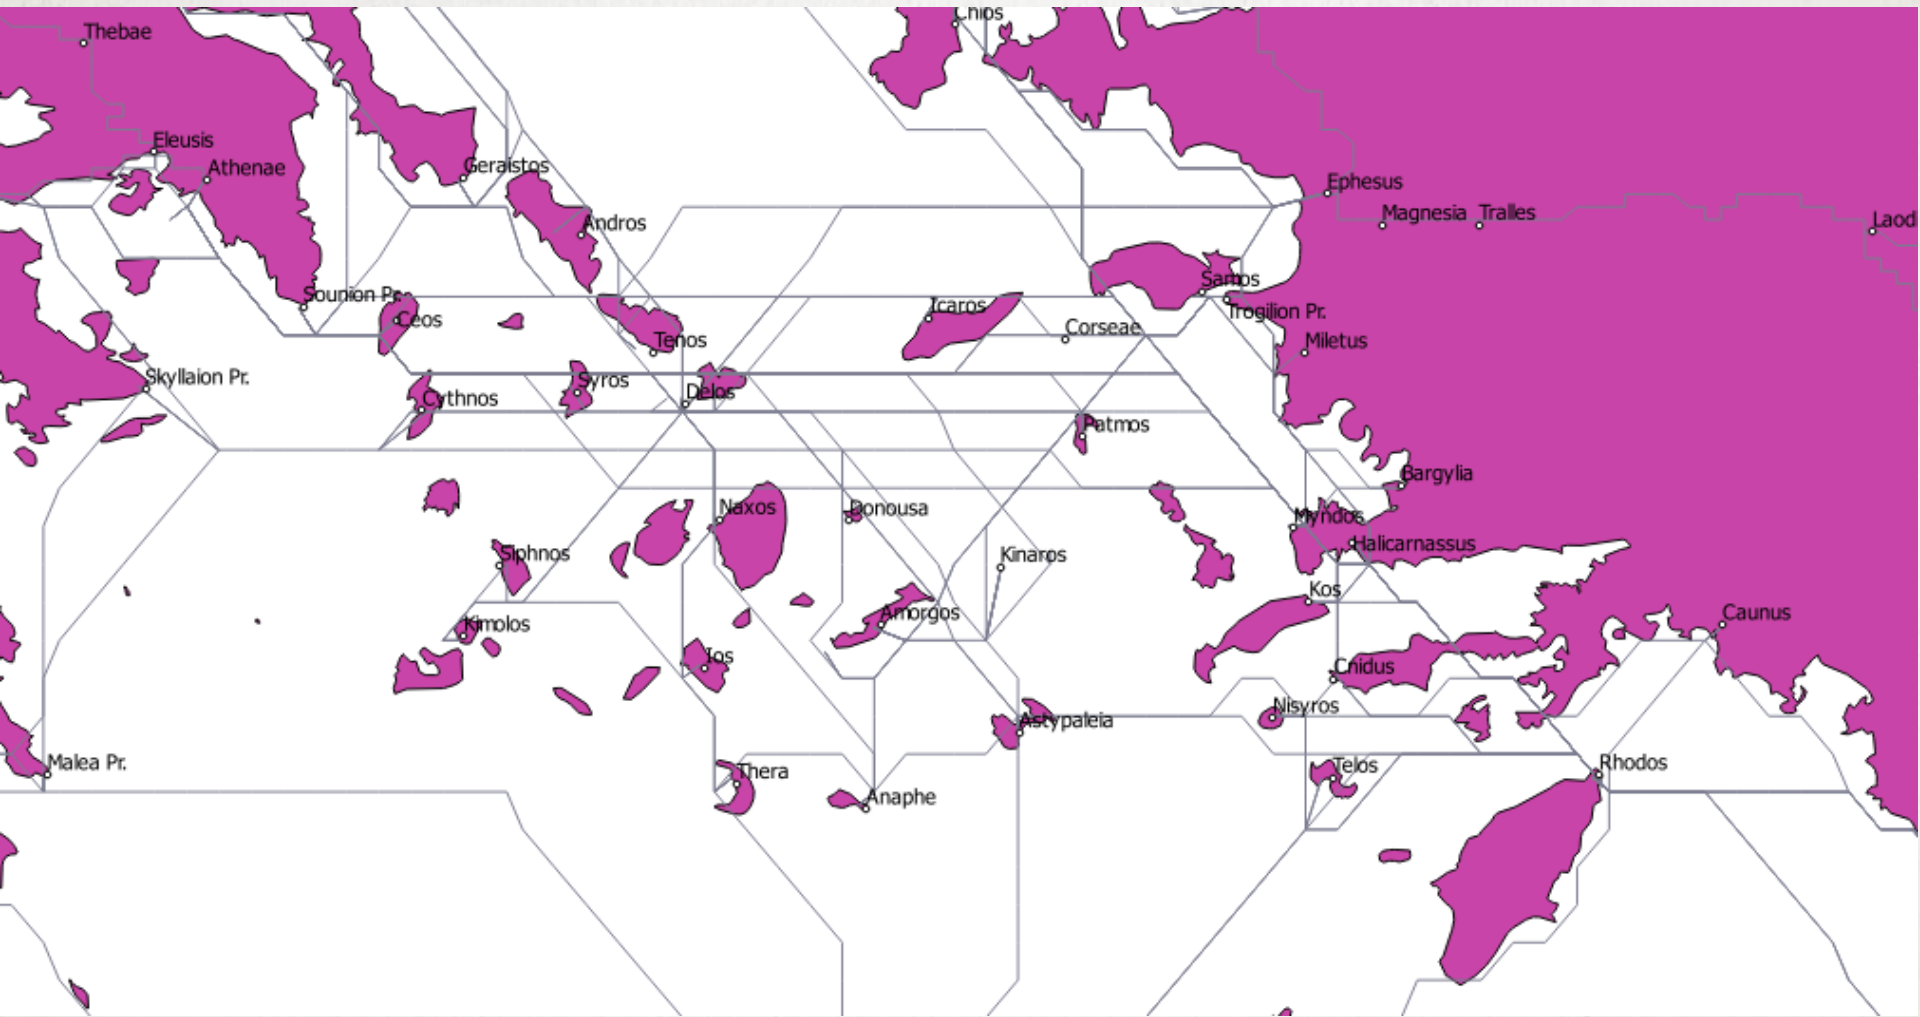 Chios
Thebae
Eleusis
Athenae
Geraistos
Ephesus
Magnesia
Tralles
Laod
Andros
Sounion Pr.
Samos
Ceos
Icaros
Trogilion Pr.
Corseae
Tenos
Miletus
Skyllaion Pr.
Syros
Cythnos
Delos
Patmos
Bargylia
Naxos
Donousa
Myndos
Siphnos
Kinaros
Halicarnassus
Kos
Kimolos
Amorgos
Caunus
Ios
Cnidus
Nisyros
Astypaleia
Malea Pr.
Thera
Telos
Rhodos
Anaphe